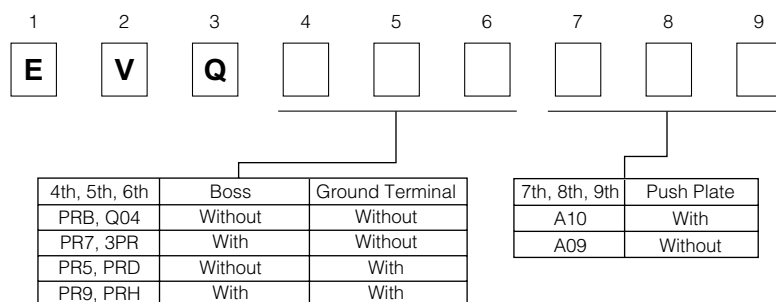 1 2 3 4 5 6 7 8 9
E V Q
4th, 5th, 6th Boss Ground Terminal
PRB, Q04 Without Without
PR7, 3PR With Without
PR5, PRD Without With
PR9, PRH With With
7th, 8th, 9th Push Plate
A10 With
A09 Without